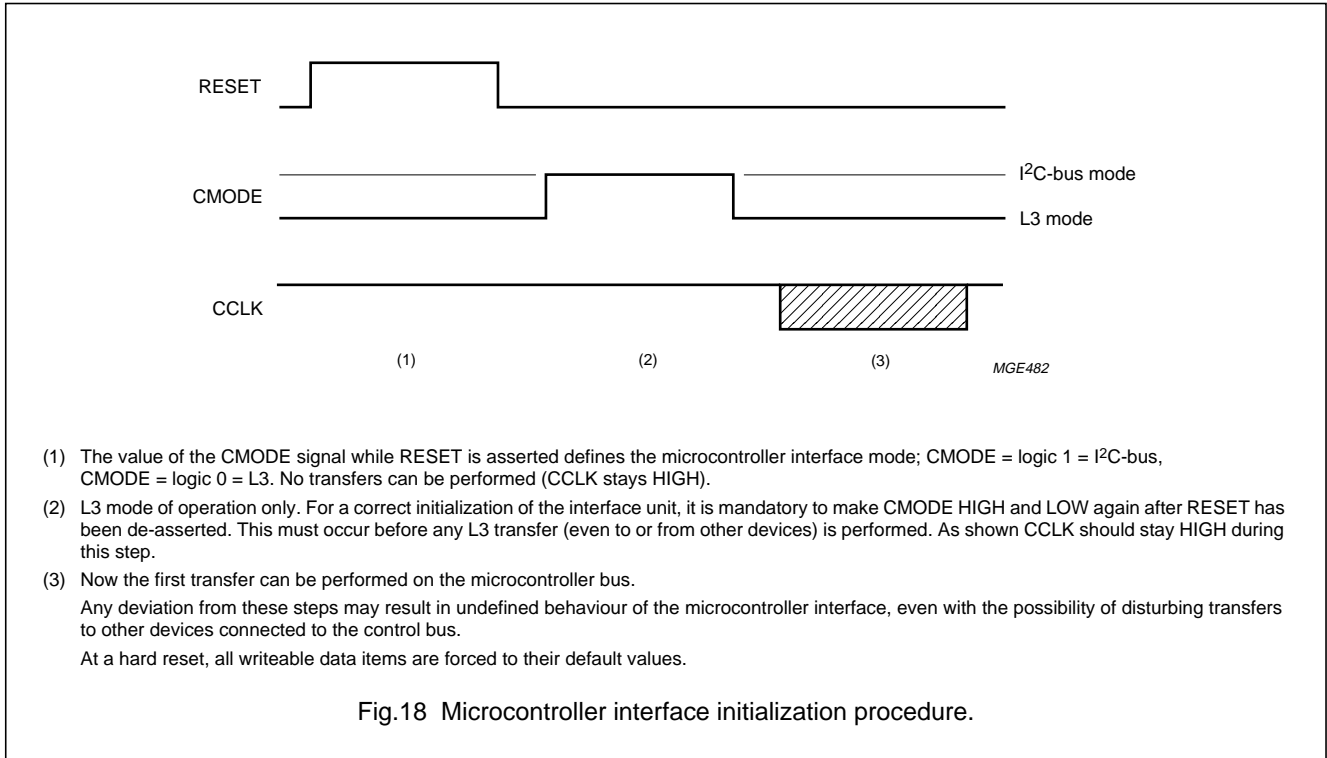 RESET
CMODE
I2C-bus mode
L3 mode
CCLK
(1)
(2)
(3)
MGE482
(1) The value of the CMODE signal while RESET is asserted defines the microcontroller interface mode; CMODE = logic 1 = I2C-bus,
CMODE = logic 0 = L3. No transfers can be performed (CCLK stays HIGH).
(2) L3 mode of operation only. For a correct initialization of the interface unit, it is mandatory to make CMODE HIGH and LOW again after RESET has
been de-asserted. This must occur before any L3 transfer (even to or from other devices) is performed. As shown CCLK should stay HIGH during
this step.
(3) Now the first transfer can be performed on the microcontroller bus.
Any deviation from these steps may result in undefined behaviour of the microcontroller interface, even with the possibility of disturbing transfers
to other devices connected to the control bus.
At a hard reset, all writeable data items are forced to their default values.
Fig.18 Microcontroller interface initialization procedure.